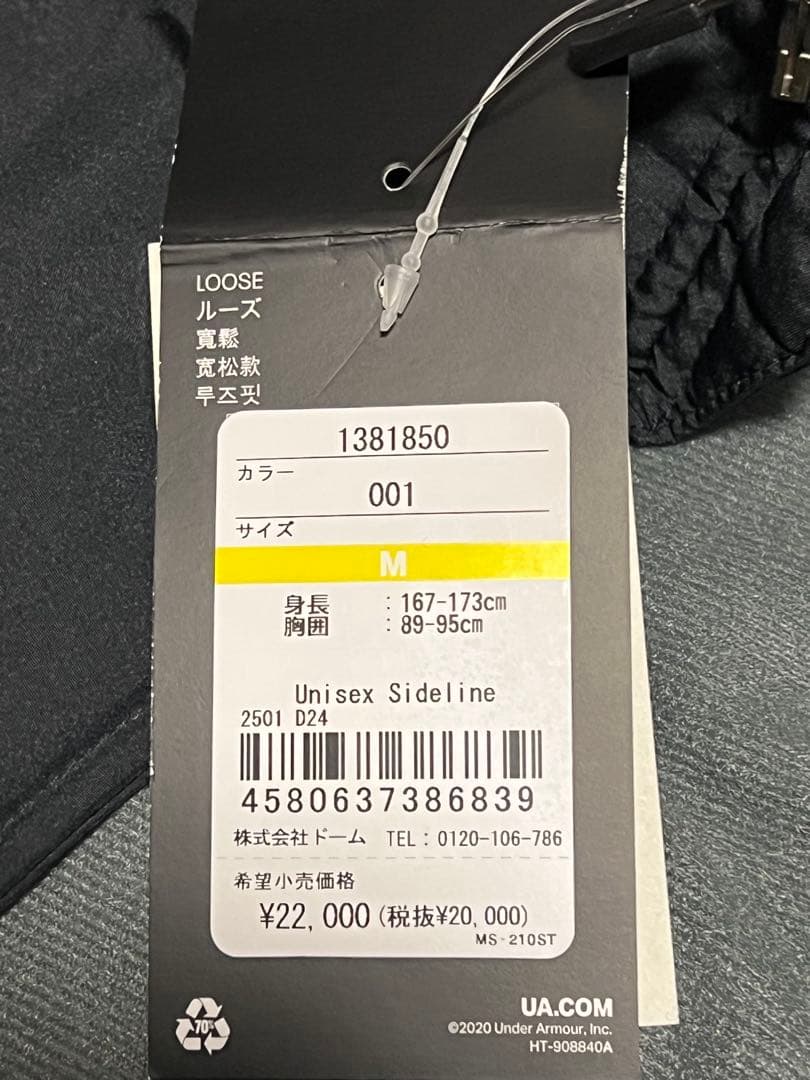 LOOSE
ルーズ
寬鬆
宽松款
루즈핏
1381850
カラー
001
サイズ
M
身長 : 167-173cm
胸囲 : 89-95cm
Unisex Sideline
2501 D24
4580637386839
株式会社ドーム TEL : 0120-106-786
希望小売価格
¥22,000 (税抜¥20,000)
MS-210ST
70%
UA.COM
©2020 Under Armour, Inc.
HT-908840A